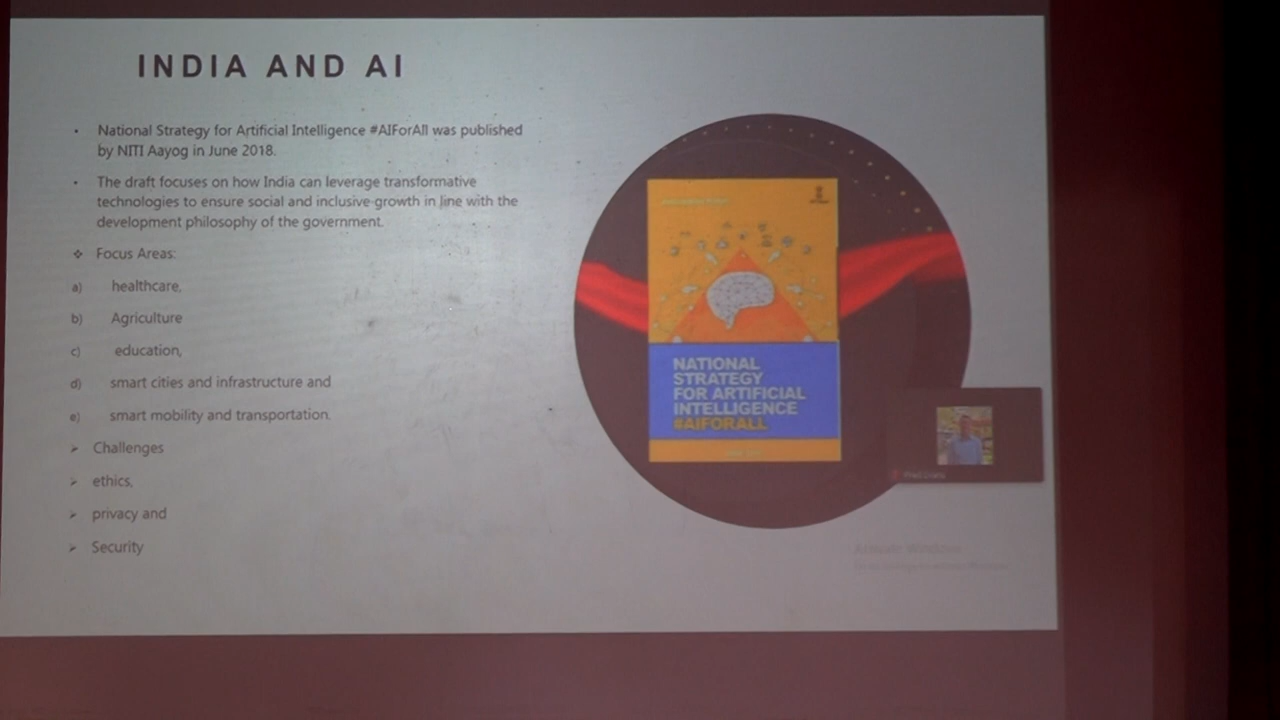 INDIA AND AI
• National Strategy for Artificial Intelligence #AIForAll was published
by NITI Aayog in June 2018.
• The draft focuses on how India can leverage transformative
technologies to ensure social and inclusive growth in line with the
development philosophy of the government.
❖ Focus Areas:
a) healthcare,
b) Agriculture
c) education,
d) smart cities and infrastructure and
e) smart mobility and transportation.
➢ Challenges
➢ ethics,
➢ privacy and
➢ Security
NATIONAL
STRATEGY
FOR ARTIFICIAL
INTELLIGENCE
#AIFORALL
Activate Windows